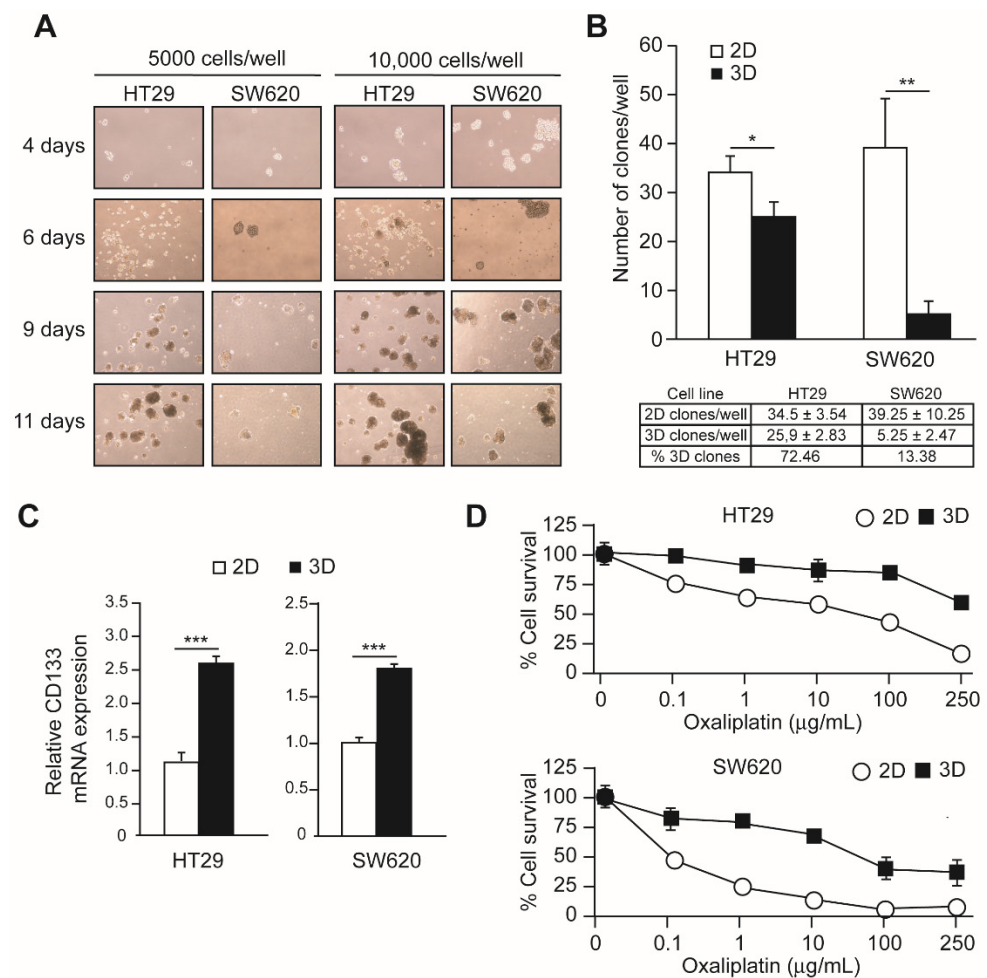 A
5000 cells/well
10,000 cells/well
HT29
SW620
HT29
SW620
4 days
6 days
9 days
11 days
B
60
50
40
30
20
10
0
Number of clones/well
2D
3D
*
**
HT29
SW620
Cell line HT29 SW620
2D clones/well 34.5 ± 3.54 39.25 ± 10.25
3D clones/well 25,9 ± 2.83 5.25 ± 2.47
% 3D clones 72.46 13.38
C
2D 3D
Relative CD133
mRNA expression
3.5
3.0
2.5
2.0
1.5
1.0
0.5
0
***
HT29
2.5
2.0
1.5
1.0
0.5
0
***
SW620
D
HT29
2D 3D
% Cell survival
125
100
75
50
25
0
0 0.1 1 10 100 250
Oxaliplatin (µg/mL)
SW620
2D 3D
% Cell survival
125
100
75
50
25
0
0 0.1 1 10 100 250
Oxaliplatin (µg/mL)